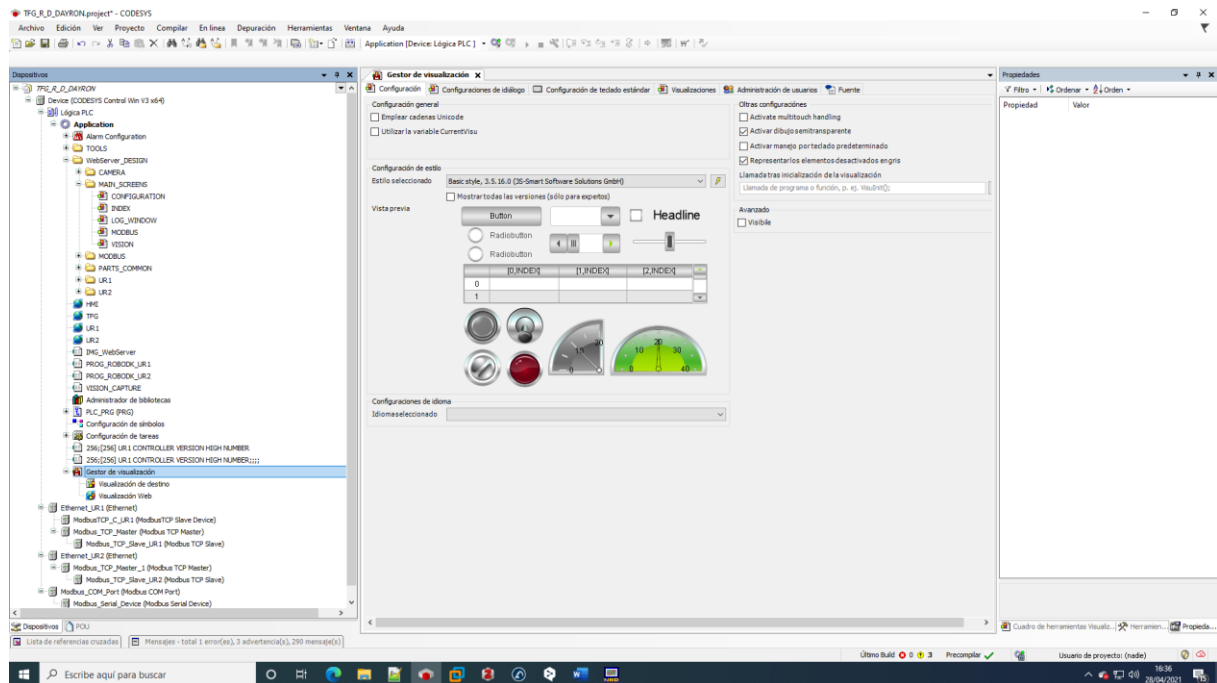 TFG_R_D_DAYRON.project* - CODESYS
Archivo Edición Ver Proyecto Compilar En línea Depuración Herramientas Ventana Ayuda
Application [Device: Lógica PLC]
Dispositivos
TFG_R_D_DAYRON
Device (CODESYS Control Win V3 x64)
Lógica PLC
Application
Alarm Configuration
TOOLS
WebServer_DESIGN
CAMERA
MAIN_SCREENS
CONFIGURATION
INDEX
LOG_WINDOW
MODBUS
VISION
MODBUS
PARTS_COMMON
UR1
UR2
HMI
TFG
UR1
UR2
IMG_WebServer
PROG_ROBODK_UR1
PROG_ROBODK_UR2
VISION_CAPTURE
Administrador de bibliotecas
PLC_PRG (PRG)
Configuración de símbolos
Configuración de tareas
256;[256] UR1 CONTROLLER VERSION HIGH NUMBER
256;[256] UR1 CONTROLLER VERSION HIGH NUMBER;;;;
Gestor de visualización
Visualización de destino
Visualización Web
Ethernet_UR1 (Ethernet)
ModbusTCP_C_UR1 (ModbusTCP Slave Device)
Modbus_TCP_Master (Modbus TCP Master)
Modbus_TCP_Slave_UR1 (Modbus TCP Slave)
Ethernet_UR2 (Ethernet)
Modbus_TCP_Master_1 (Modbus TCP Master)
Modbus_TCP_Slave_UR2 (Modbus TCP Slave)
Modbus_COM_Port (Modbus COM Port)
Modbus_Serial_Device (Modbus Serial Device)
Dispositivos POU
Gestor de visualización
Configuración Configuraciones de idiálogo Configuración de teclado estándar Visualizaciones Administración de usuarios Fuente
Configuración general
Emplear cadenas Unicode
Utilizar la variable CurrentVisu
Configuración de estilo
Estilo seleccionado Basic style, 3.5.16.0 (3S-Smart Software Solutions GmbH)
Mostrar todas las versiones (sólo para expertos)
Vista previa
Button Headline
Radiobutton
Radiobutton
[0,INDEX] [1,INDEX] [2,INDEX]
0
1
0 15 30
0 10 20 30 40
Configuraciones de idioma
Idioma seleccionado
Otras configuraciónes
Activate multitouch handling
Activar dibujo semitransparente
Activar manejo por teclado predeterminado
Representar los elementos desactivados en gris
Llamada tras inicialización de la visualización
Llamada de programa o función, p. ej. VisuInit();
Avanzado
Visibile
Propiedades
Filtro Ordenar Orden
Propiedad Valor
Cuadro de herramientas Visualiz... Herramien... Propieda...
Lista de referencias cruzadas Mensajes - total 1 error(es), 3 advertencia(s), 290 mensaje(s)
Último Build 0 3 Precompilar Usuario de proyecto: (nadie)
Escribe aquí para buscar
16:36
28/04/2021
15